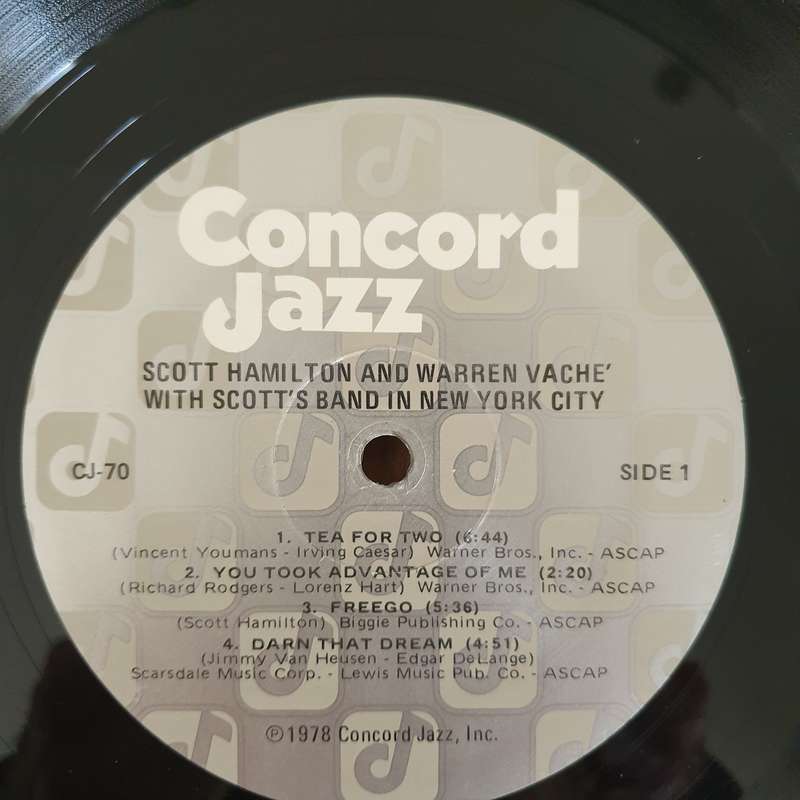 Concord
Jazz
SCOTT HAMILTON AND WARREN VACHE'
WITH SCOTT'S BAND IN NEW YORK CITY
CJ-70 SIDE 1
1. TEA FOR TWO (6:44)
(Vincent Youmans - Irving Caesar) Warner Bros., Inc. - ASCAP
2. YOU TOOK ADVANTAGE OF ME (2:20)
(Richard Rodgers - Lorenz Hart) Warner Bros., Inc. - ASCAP
3. FREEGO (5:36)
(Scott Hamilton) Biggie Publishing Co. - ASCAP
4. DARN THAT DREAM (4:51)
(Jimmy Van Heusen - Edgar DeLange)
Scarsdale Music Corp. - Lewis Music Pub. Co. - ASCAP
℗1978 Concord Jazz, Inc.